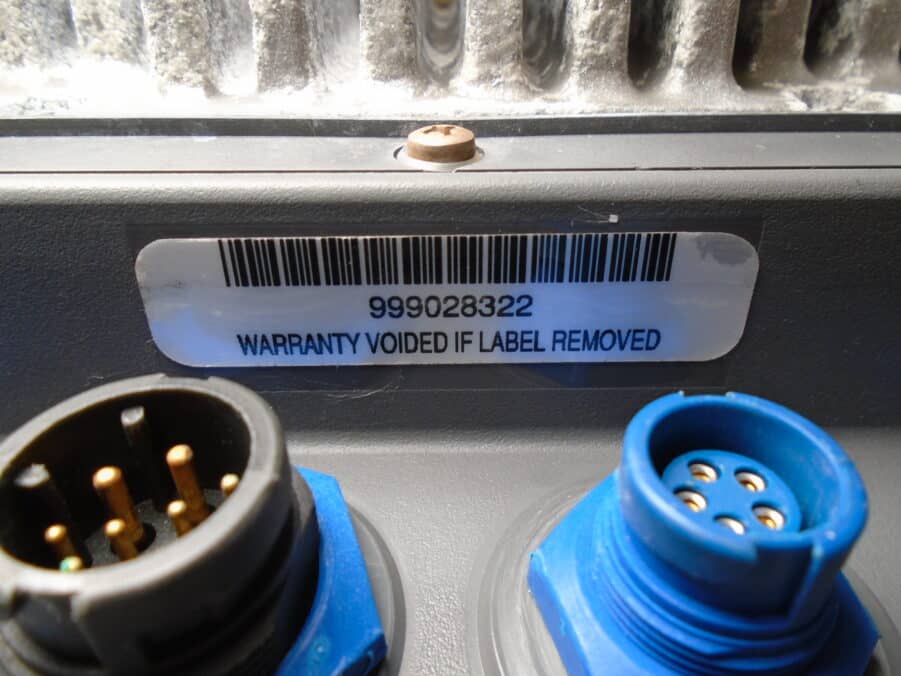 999028322
WARRANTY VOIDED IF LABEL REMOVED